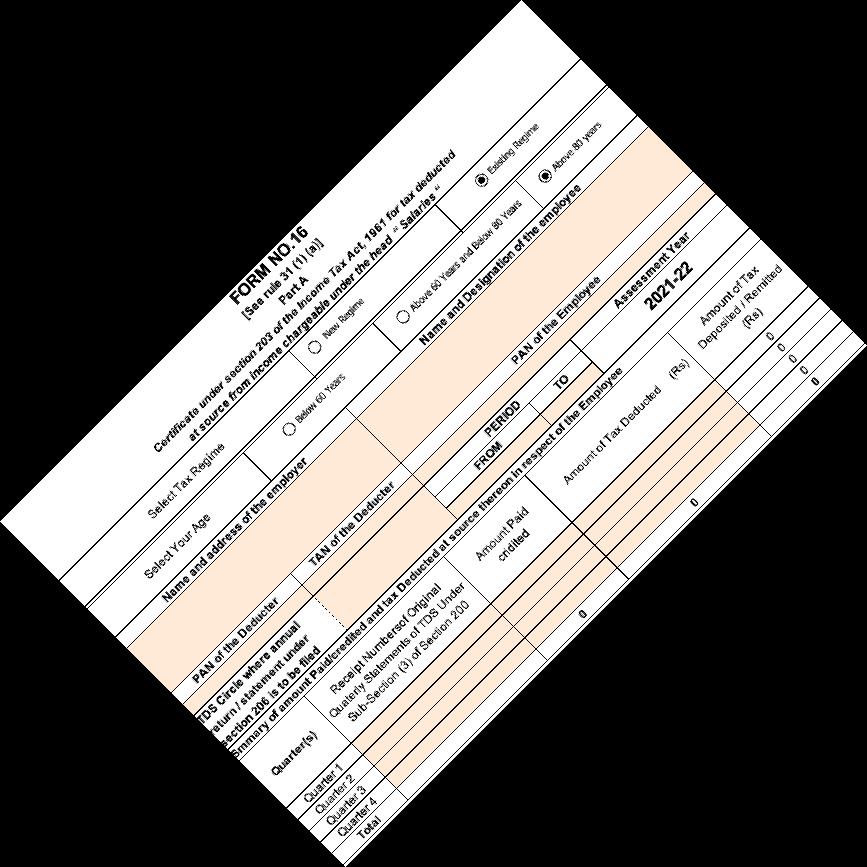 FORM NO.16
[See rule 31 (1) (a)]
Part A
Certificate under section 203 of the Income Tax Act, 1961 for tax deducted
at source from income chargeable under the head “ Salaries “
Select Tax Regime
New Regime
Existing Regime
Select Your Age
Below 60 Years
Above 60 Years and Below 80 Years
Above 80 years
Name and address of the employer
Name and Designation of the employee
PAN of the Deducter
TAN of the Deducter
PAN of the Employee
TDS Circle where annual
return / statement under
section 206 is to be filed
PERIOD
FROM
TO
Assessment Year
2021-22
Summary of amount Paid/credited and tax Deducted at source thereon in respect of the Employee
Quarter(s)
Receipt Numbersof Original
Quaterly Statements of TDS Under
Sub-Section (3) of Section 200
Amount Paid
cridited
Amount of Tax Deducted (Rs)
Amount of Tax
Deposited / Remitted
(Rs)
Quarter 1
0
Quarter 2
0
Quarter 3
0
Quarter 4
0
Total
0
0
0